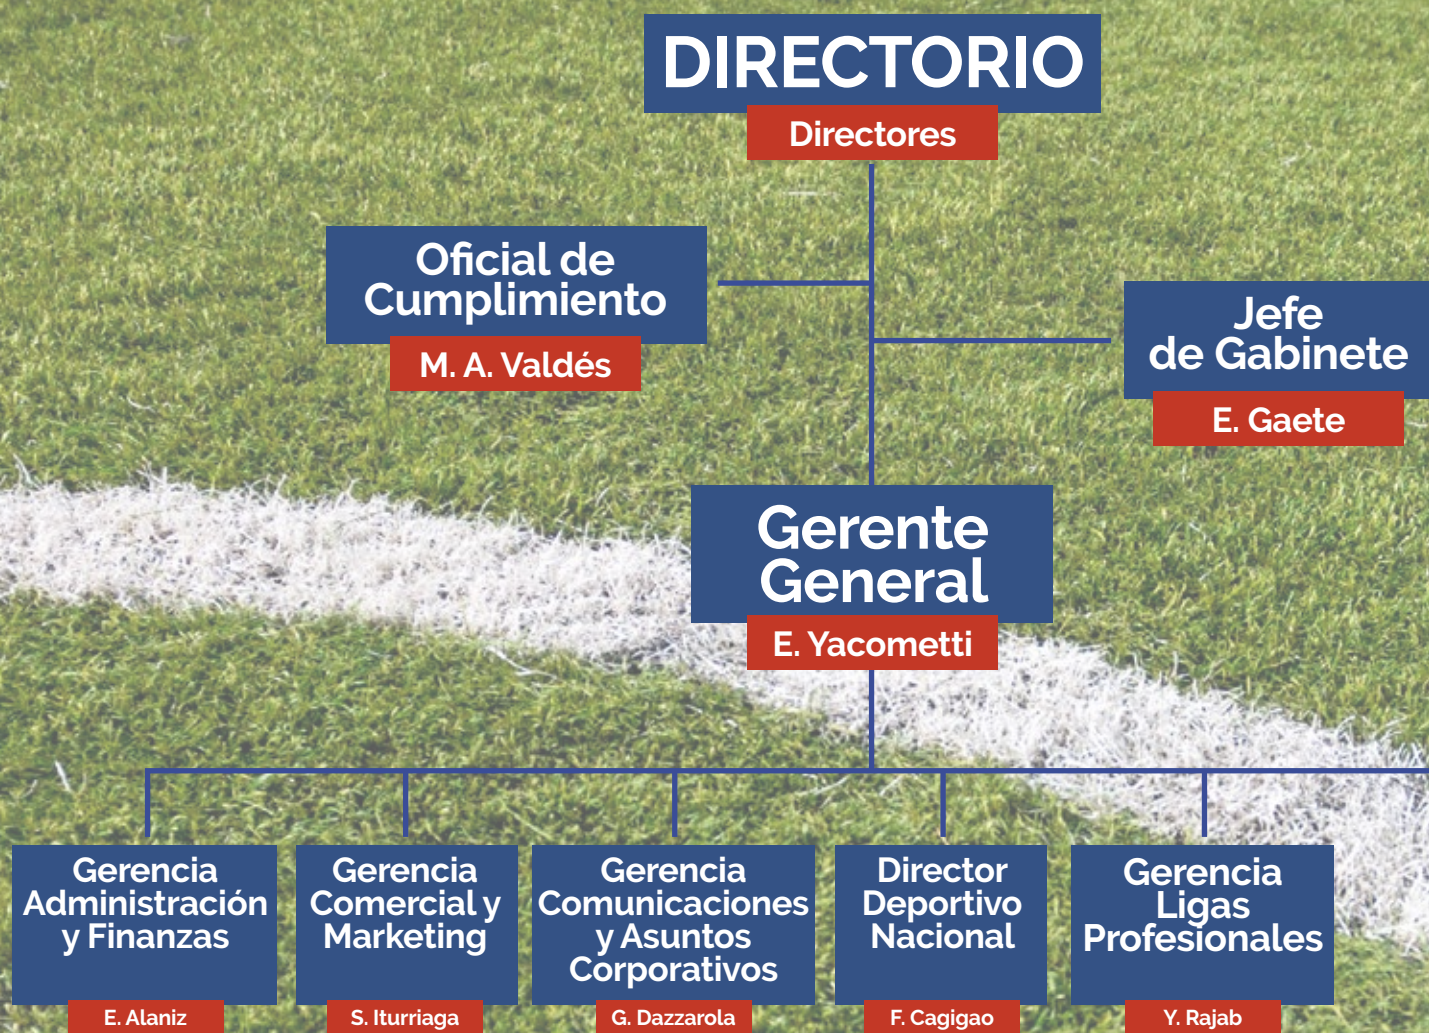 DIRECTORIO
Directores
Oficial de
Cumplimiento
M. A. Valdés
Jefe
de Gabinete
E. Gaete
Gerente
General
E. Yacometti
Gerencia
Administración
y Finanzas
E. Alaniz
Gerencia
Comercial y
Marketing
S. Iturriaga
Gerencia
Comunicaciones
y Asuntos
Corporativos
G. Dazzarola
Director
Deportivo
Nacional
F. Cagigao
Gerencia
Ligas
Profesionales
Y. Rajab